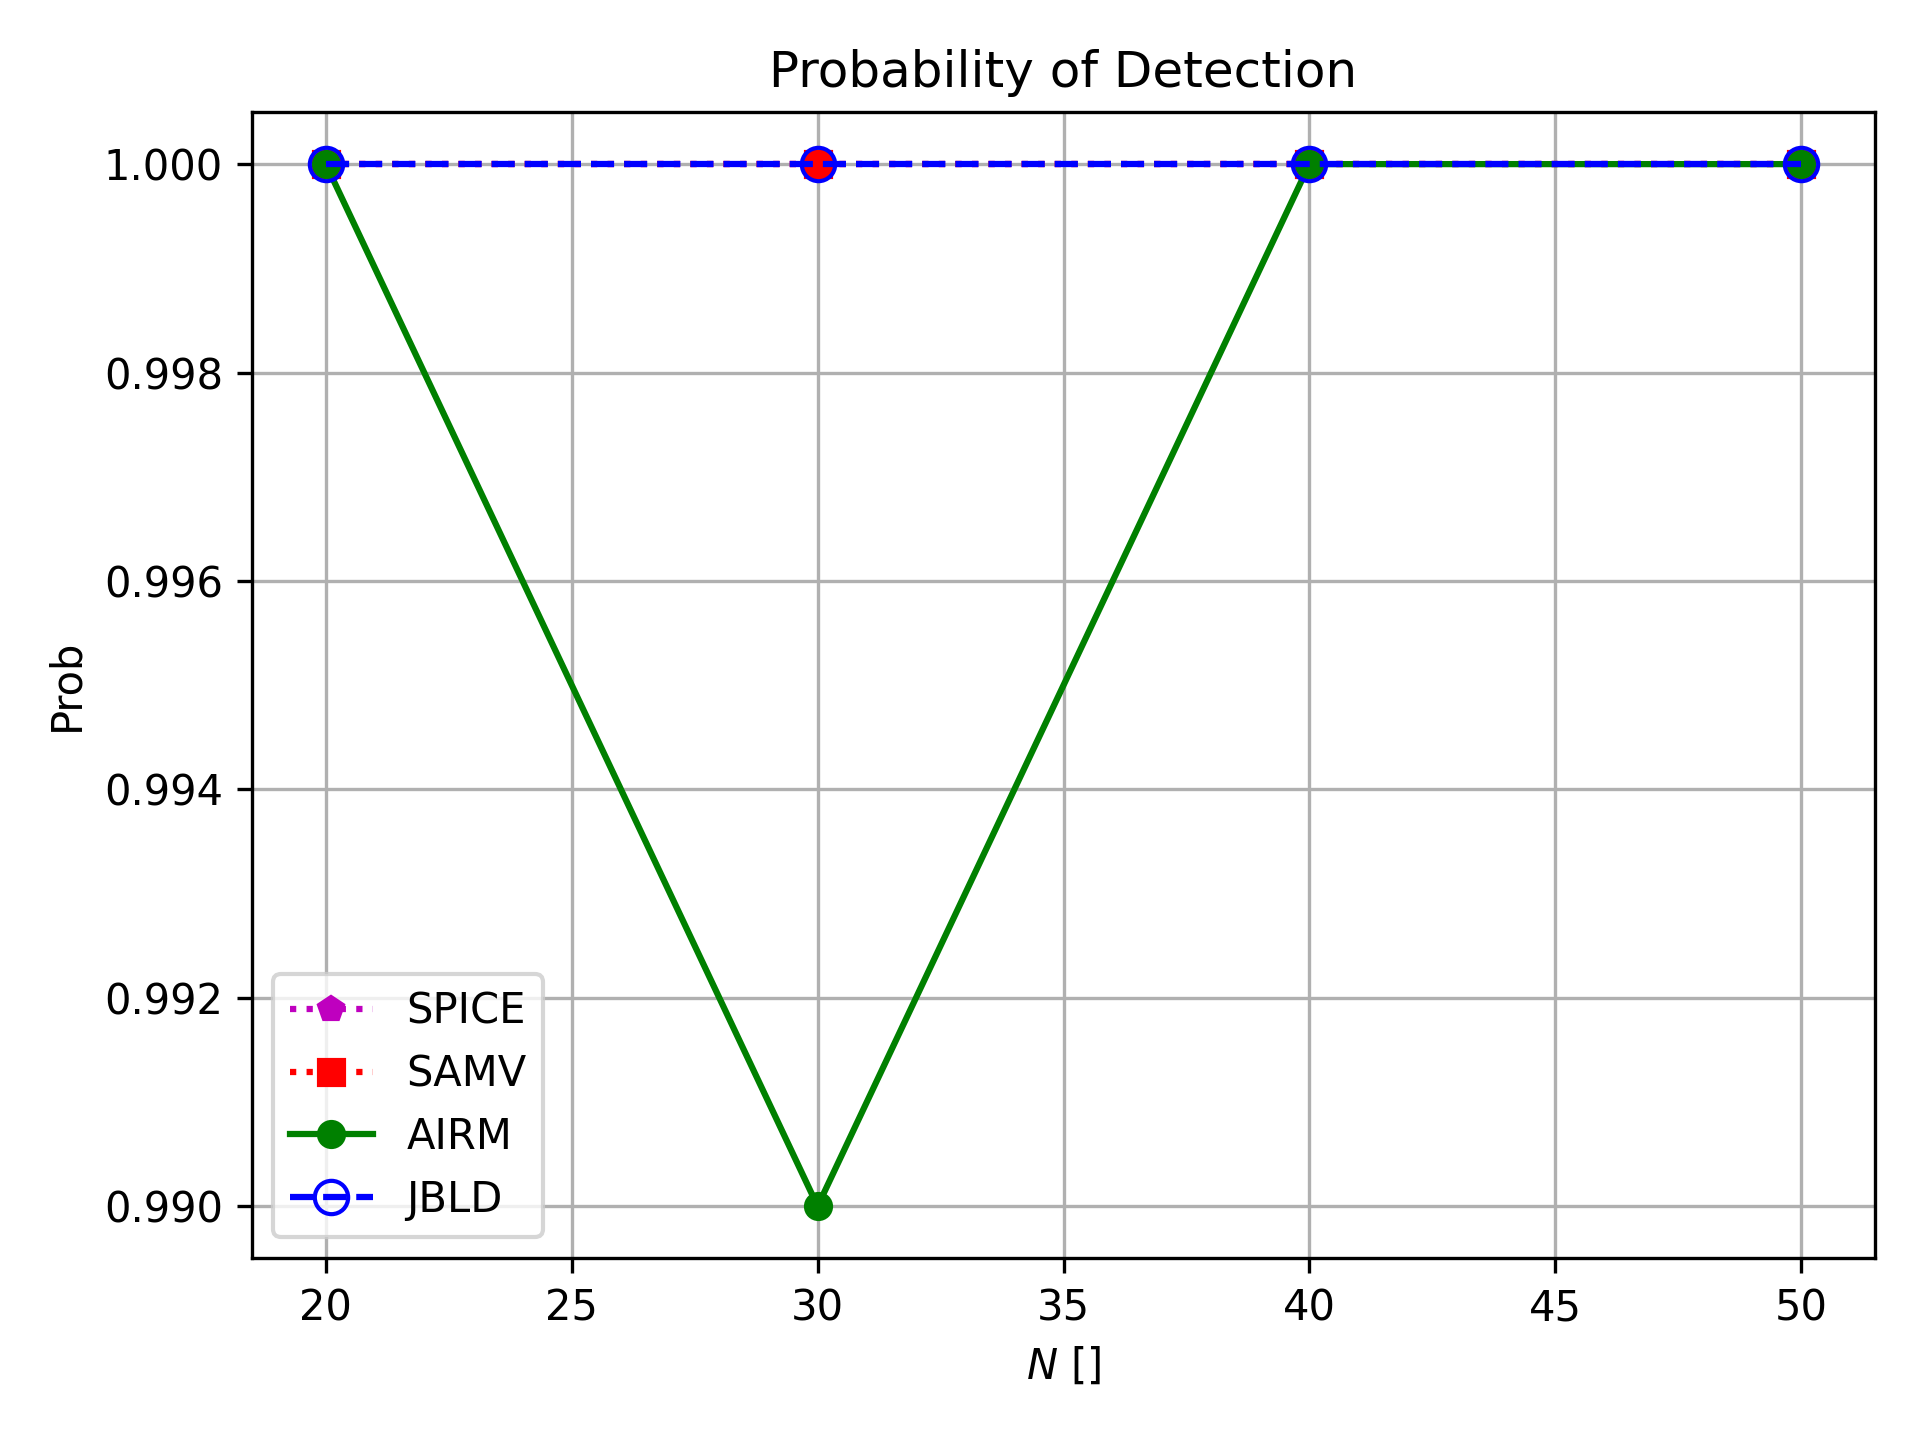 Probability of Detection
1.000
0.998
0.996
0.994
0.992
0.990
Prob
SPICE
SAMV
AIRM
JBLD
20 25 30 35 40 45 50
N []